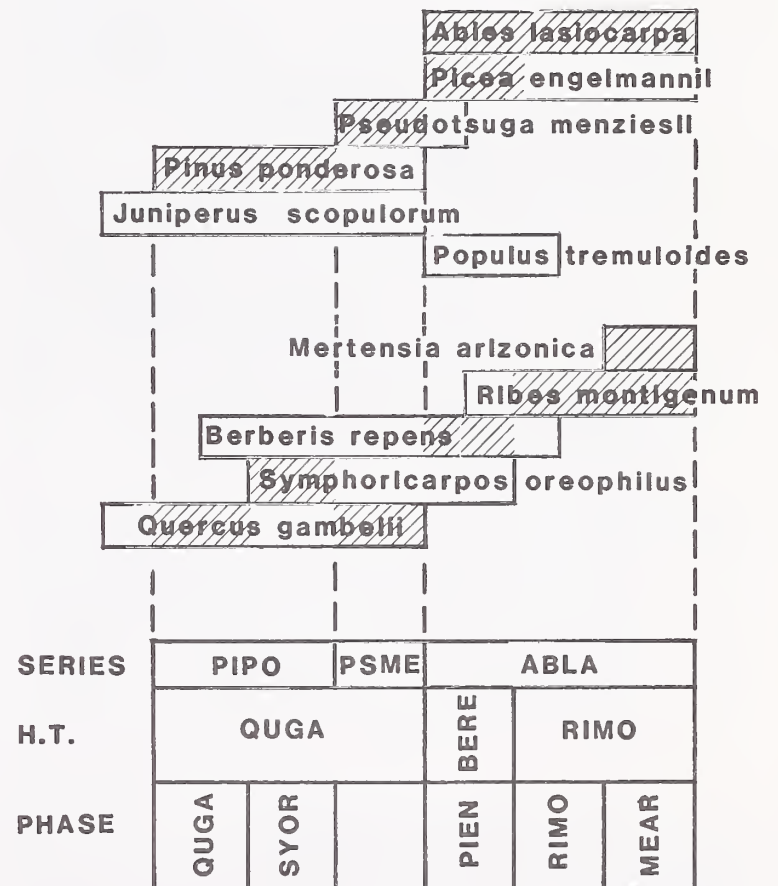 Abies lasiocarpa
Picea engelmannii
Pseudotsuga menziesii
Pinus ponderosa
Juniperus scopulorum
Populus tremuloides
Mertensia arizonica
Ribes montigenum
Berberis repens
Symphoricarpos oreophilus
Quercus gambelii
SERIES PIPO PSME ABLA
H.T. QUGA BERE RIMO
PHASE QUGA SYOR PIEN RIMO MEAR